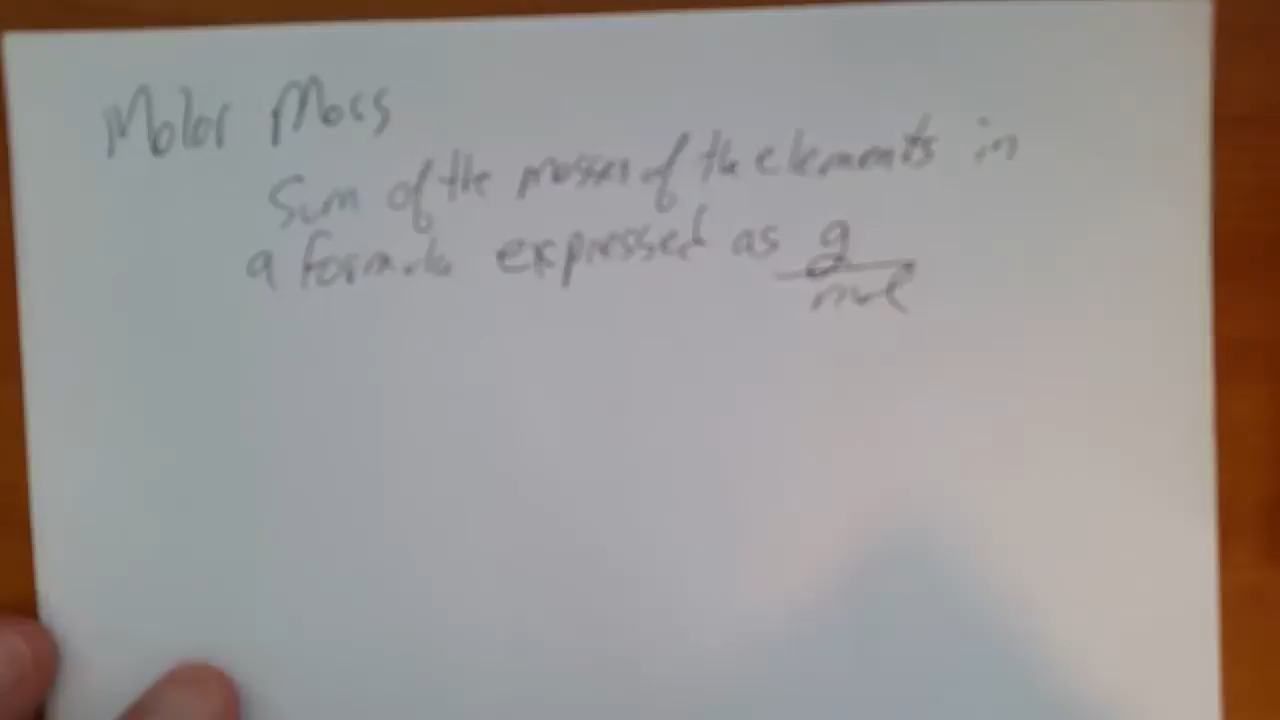 Molar Mass
Sum of the masses of the elements in
a formula expressed as g
mol